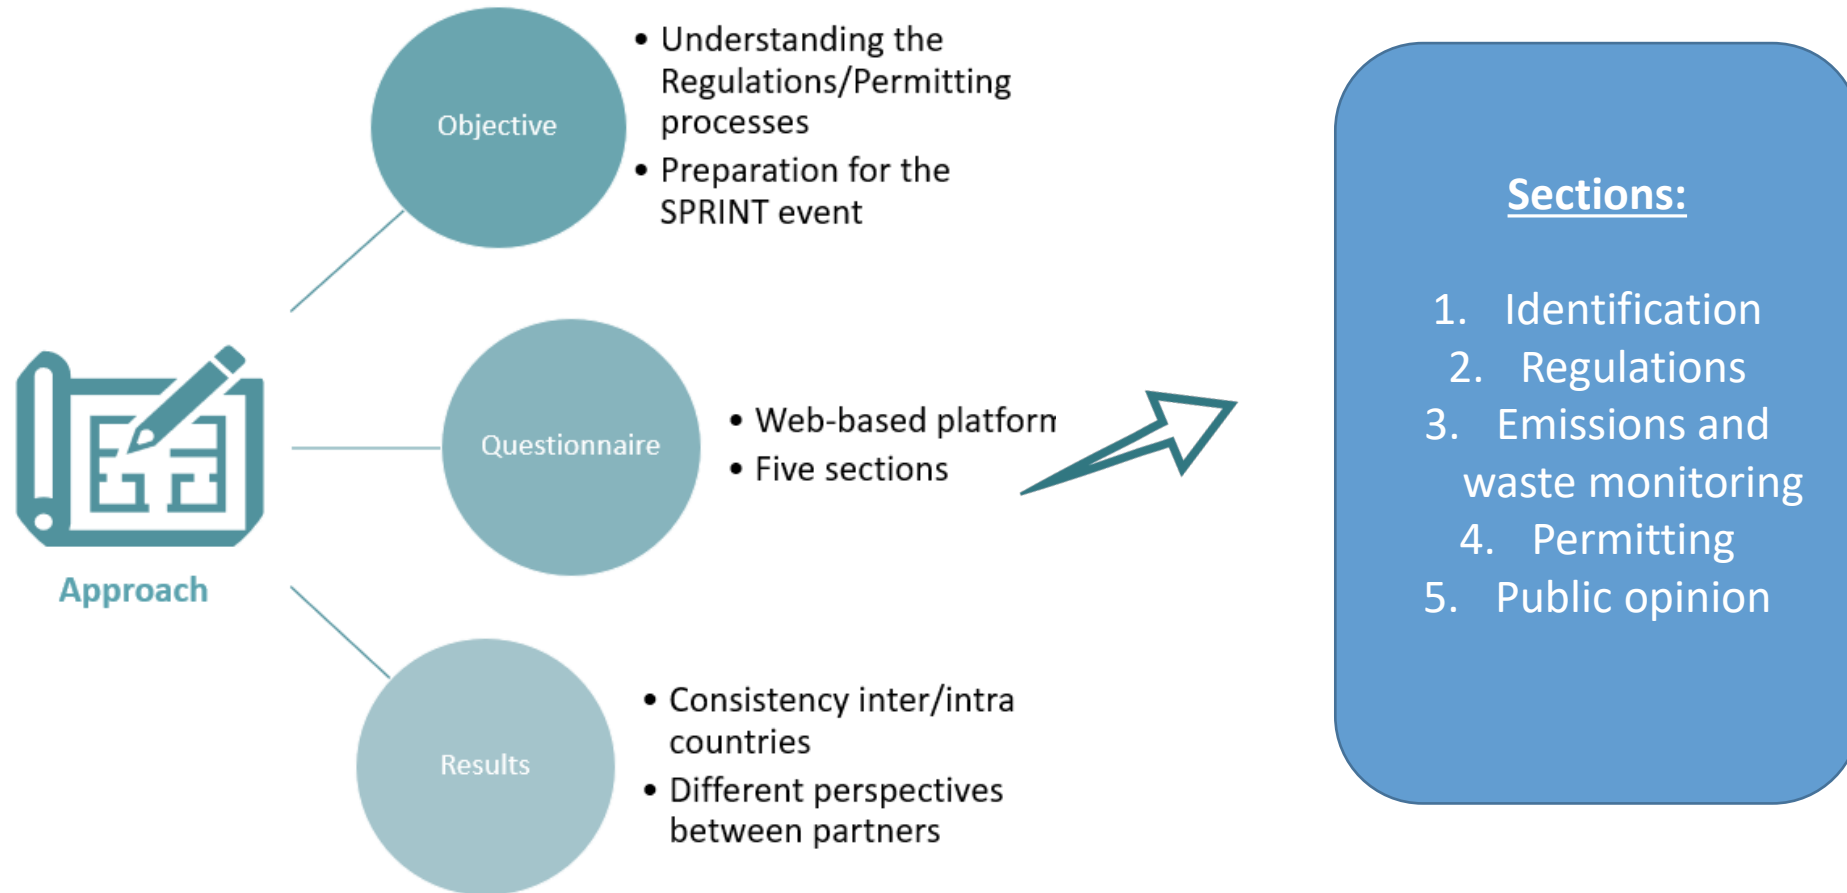 Approach
Objective
• Understanding the
Regulations/Permitting
processes
• Preparation for the
SPRINT event
Questionnaire
• Web-based platform
• Five sections
Results
• Consistency inter/intra
countries
• Different perspectives
between partners
Sections:
1. Identification
2. Regulations
3. Emissions and
waste monitoring
4. Permitting
5. Public opinion